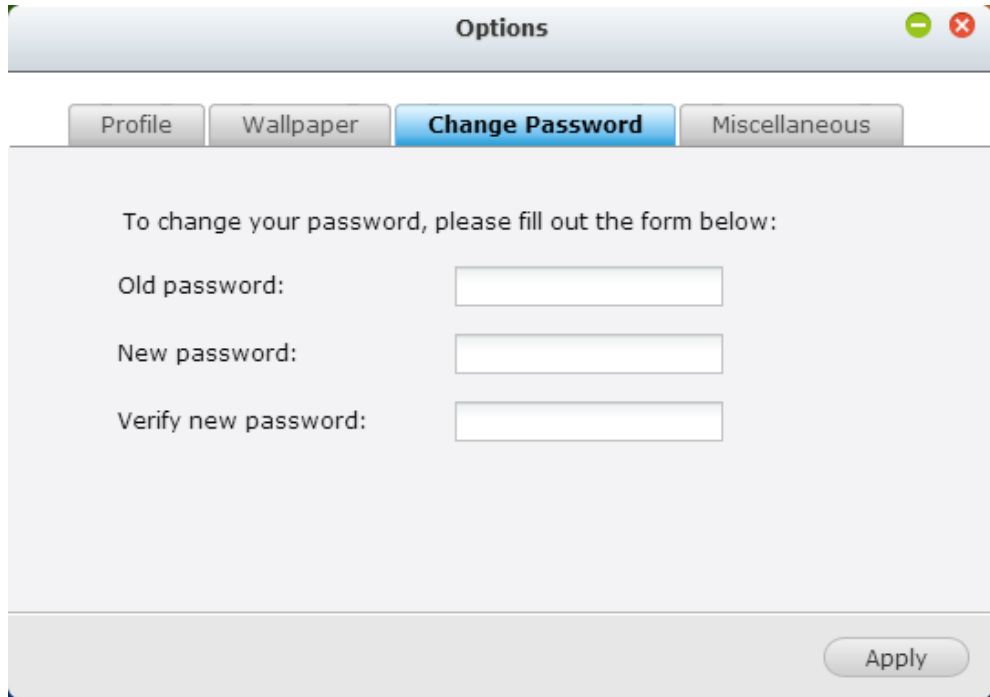 Options
Profile Wallpaper Change Password Miscellaneous
To change your password, please fill out the form below:
Old password:
New password:
Verify new password:
Apply